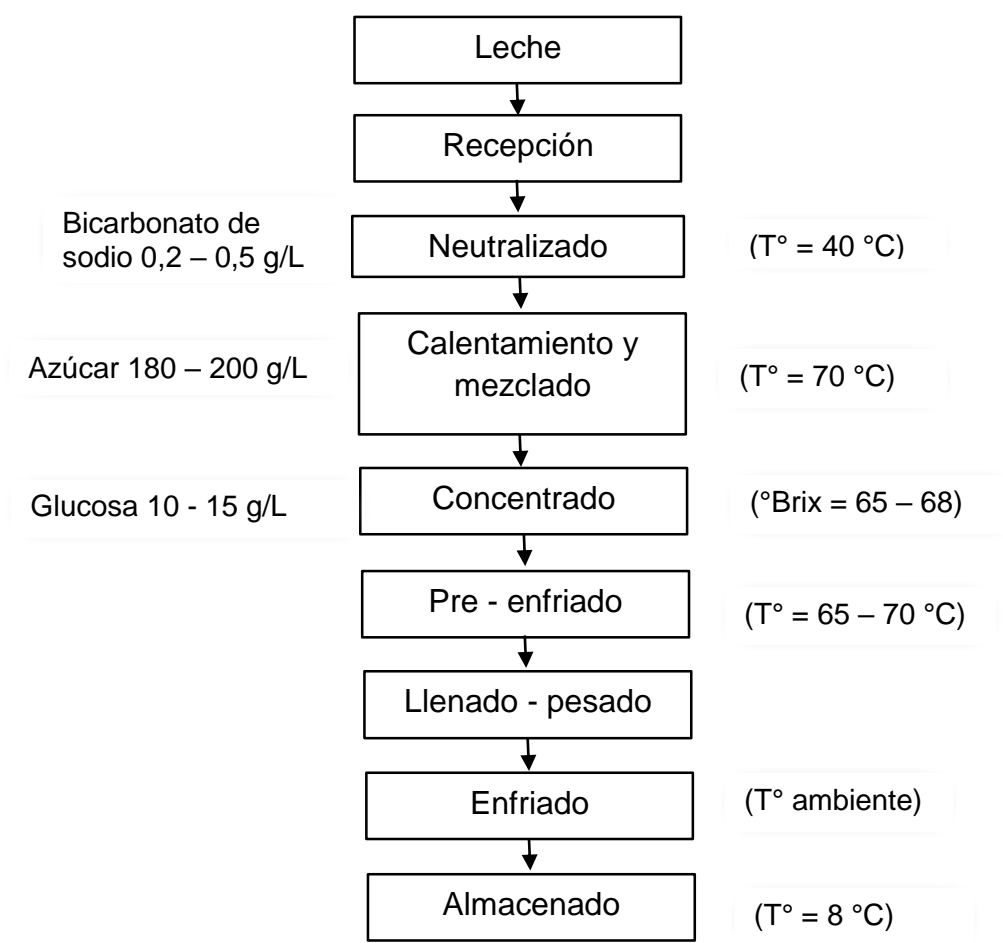 Leche
Recepción
Bicarbonato de
sodio 0,2 – 0,5 g/L
Neutralizado
(T° = 40 °C)
Azúcar 180 – 200 g/L
Calentamiento y
mezclado
(T° = 70 °C)
Glucosa 10 - 15 g/L
Concentrado
(°Brix = 65 – 68)
Pre - enfriado
(T° = 65 – 70 °C)
Llenado - pesado
Enfriado
(T° ambiente)
Almacenado
(T° = 8 °C)